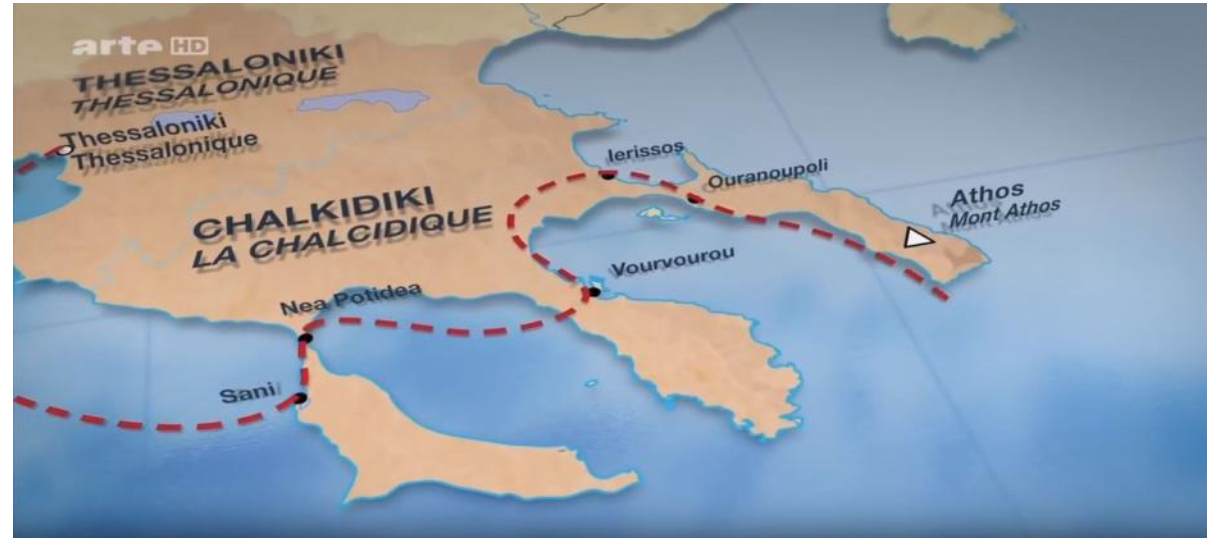 arte HD
THESSALONIKI
THESSALONIQUE
Thessaloniki
Thessalonique
CHALKIDIKI
LA CHALCIDIQUE
Ierissos
Ouranoupoli
Athos
Mont Athos
Vourvourou
Nea Potidea
Sani